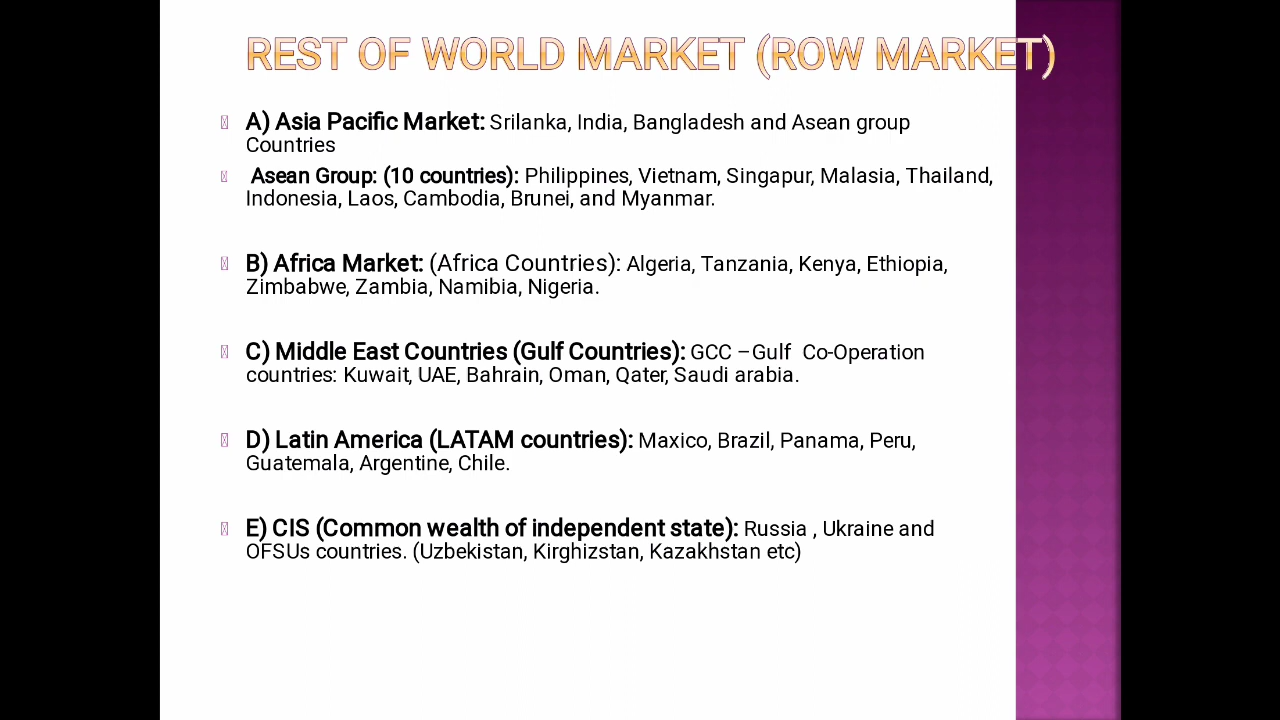 REST OF WORLD MARKET (ROW MARKET)
A) Asia Pacific Market: Srilanka, India, Bangladesh and Asean group
Countries
Asean Group: (10 countries): Philippines, Vietnam, Singapur, Malasia, Thailand,
Indonesia, Laos, Cambodia, Brunei, and Myanmar.
B) Africa Market: (Africa Countries): Algeria, Tanzania, Kenya, Ethiopia,
Zimbabwe, Zambia, Namibia, Nigeria.
C) Middle East Countries (Gulf Countries): GCC –Gulf  Co-Operation
countries: Kuwait, UAE, Bahrain, Oman, Qater, Saudi arabia.
D) Latin America (LATAM countries): Maxico, Brazil, Panama, Peru,
Guatemala, Argentine, Chile.
E) CIS (Common wealth of independent state): Russia , Ukraine and
OFSUs countries. (Uzbekistan, Kirghizstan, Kazakhstan etc)